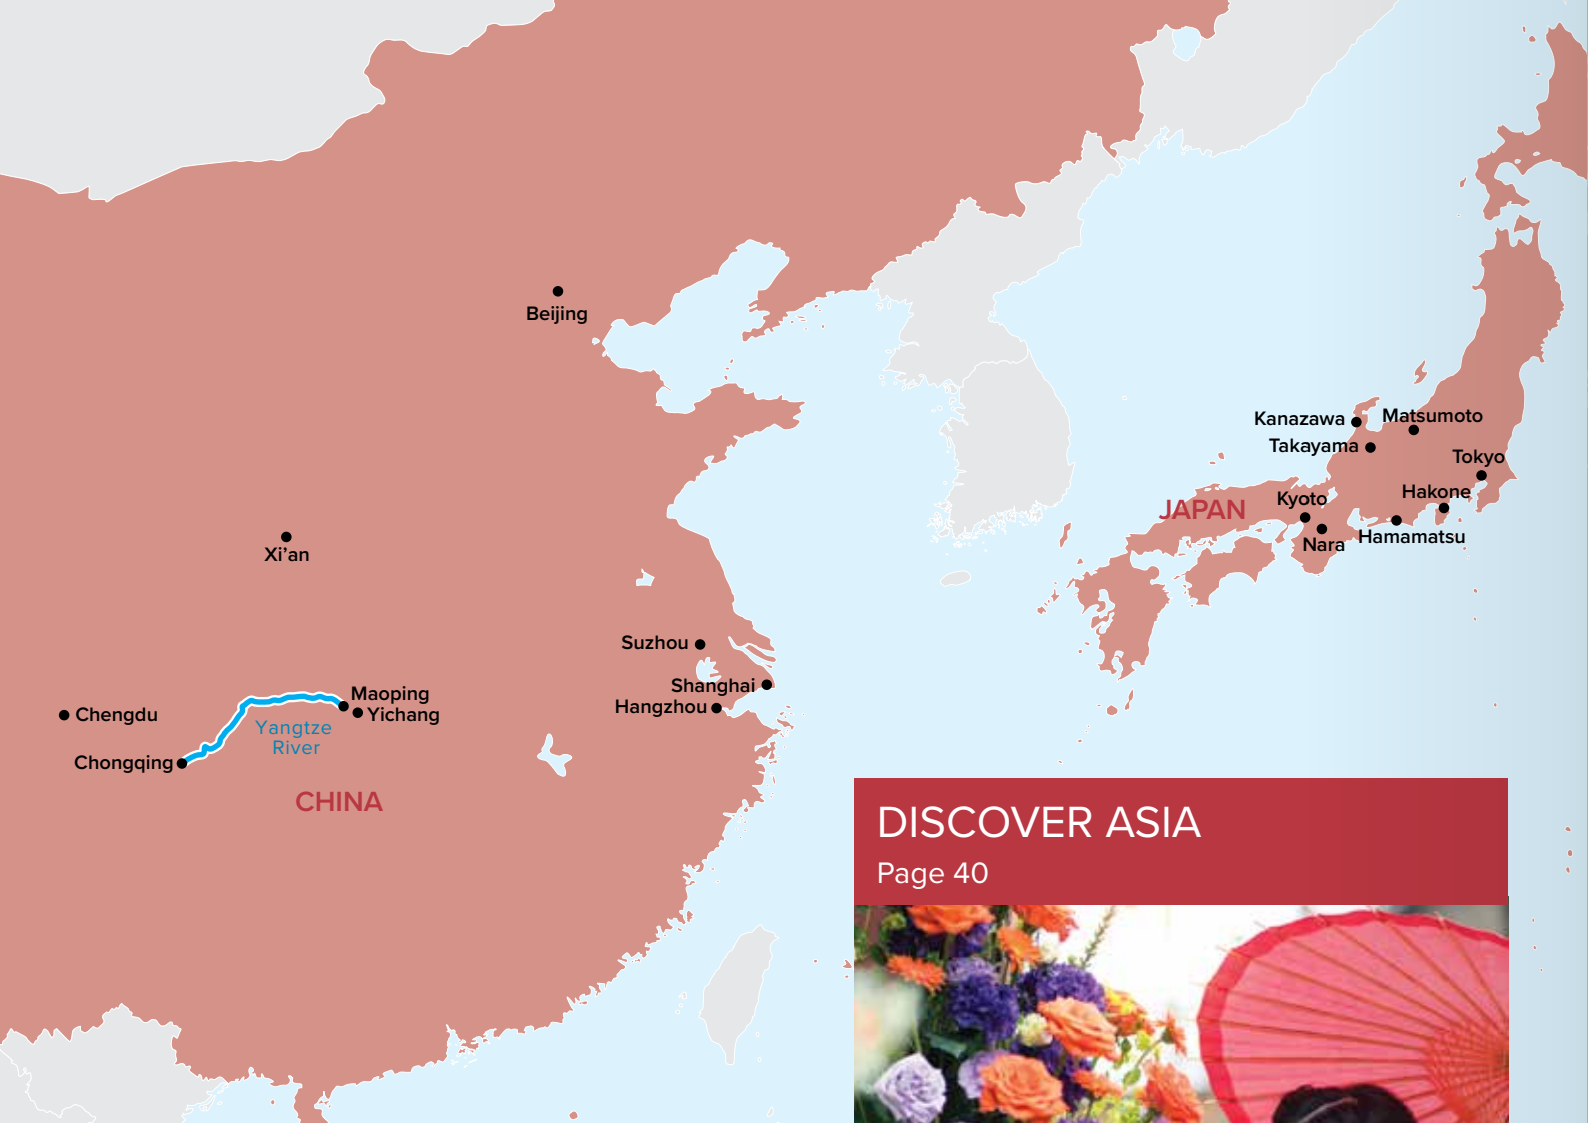 Beijing
Kanazawa
Matsumoto
Takayama
Tokyo
Hakone
Kyoto
JAPAN
Nara
Hamamatsu
Xi’an
Suzhou
Shanghai
Hangzhou
Maoping
Yichang
Chengdu
Yangtze
River
Chongqing
CHINA
DISCOVER ASIA
Page 40